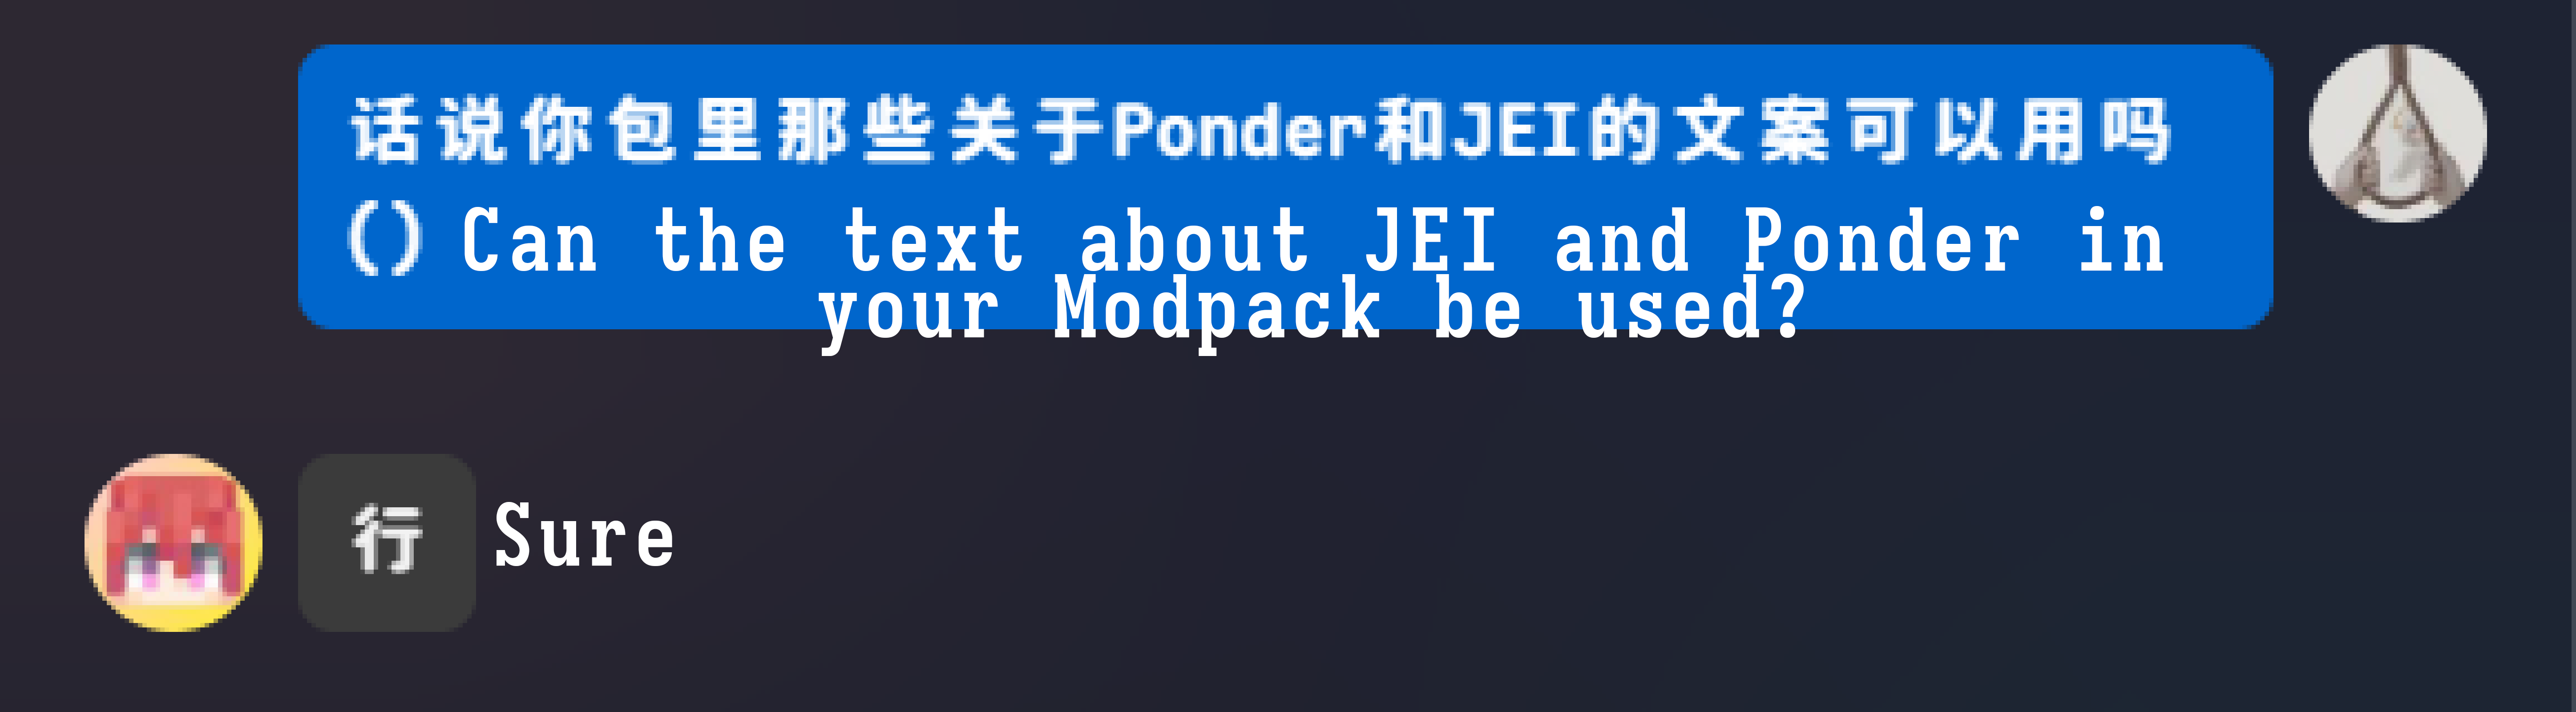 话说你包里那些关于Ponder和JEI的文案可以用吗
() Can the text about JEI and Ponder in
your Modpack be used?
行 Sure